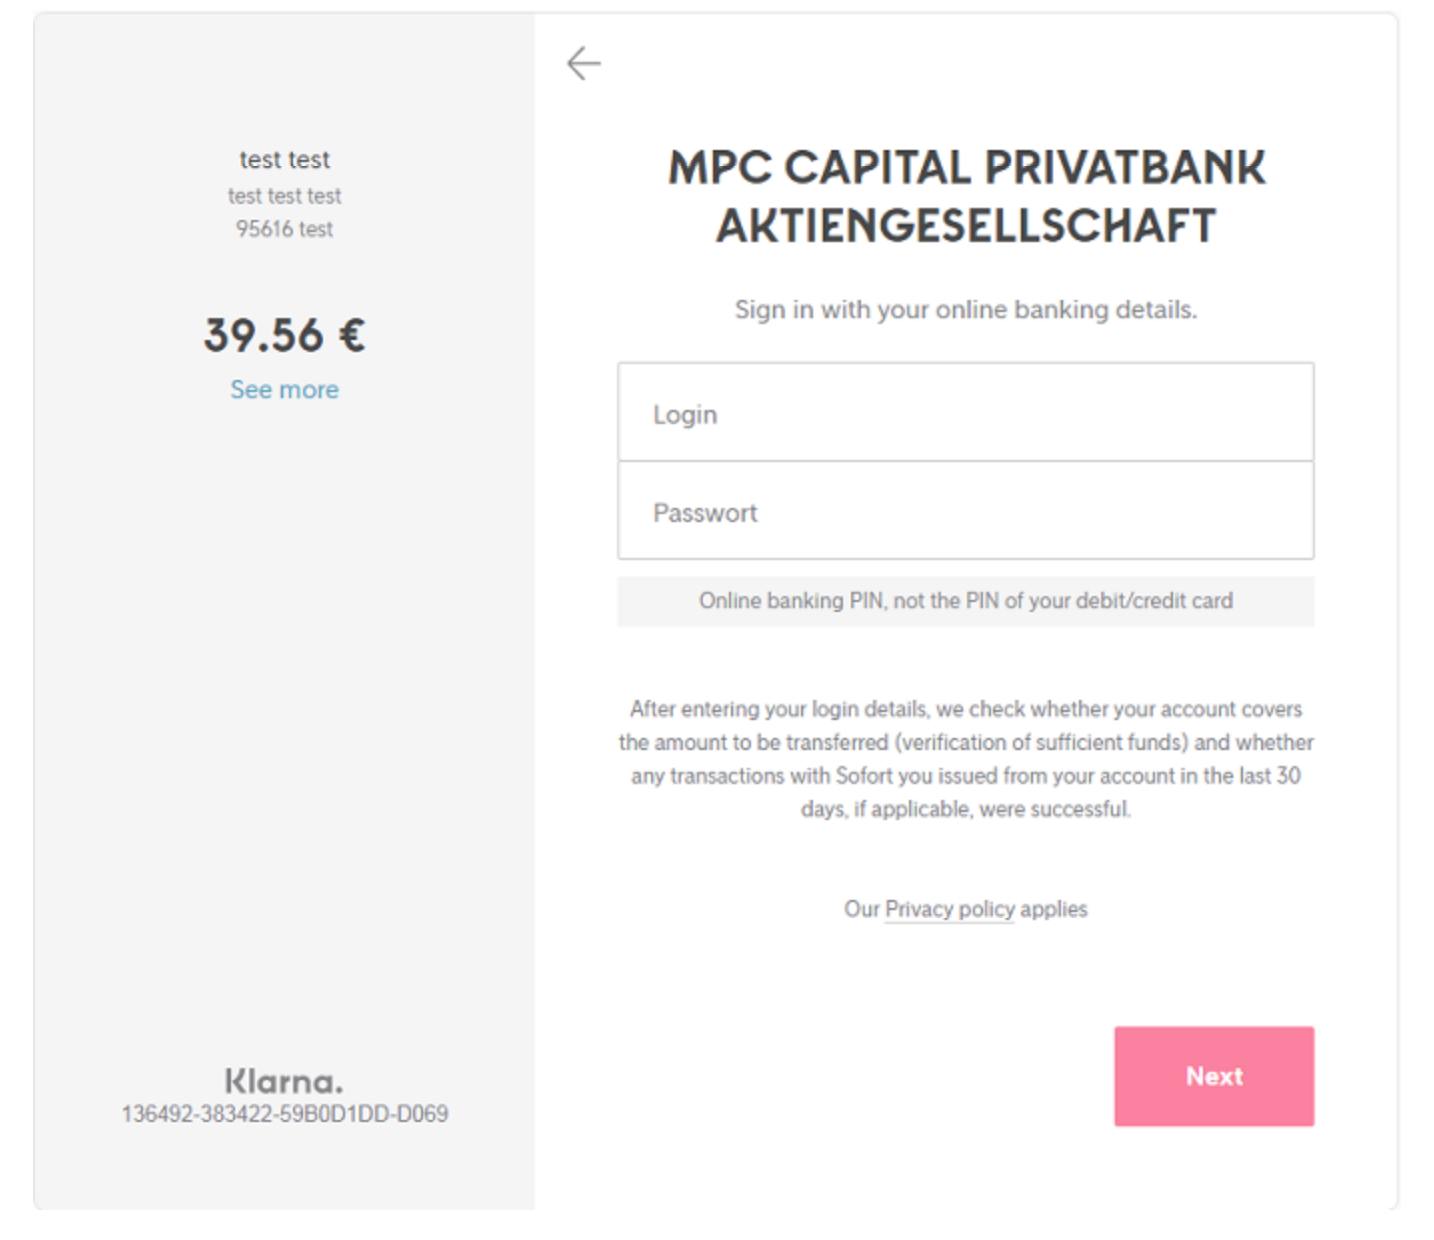 test test
test test test
95616 test
39.56 €
See more
Klarna.
136492-383422-59B0D1DD-D069
MPC CAPITAL PRIVATBANK
AKTIENGESELLSCHAFT
Sign in with your online banking details.
Login
Passwort
Online banking PIN, not the PIN of your debit/credit card
After entering your login details, we check whether your account covers
the amount to be transferred (verification of sufficient funds) and whether
any transactions with Sofort you issued from your account in the last 30
days, if applicable, were successful.
Our Privacy policy applies
Next